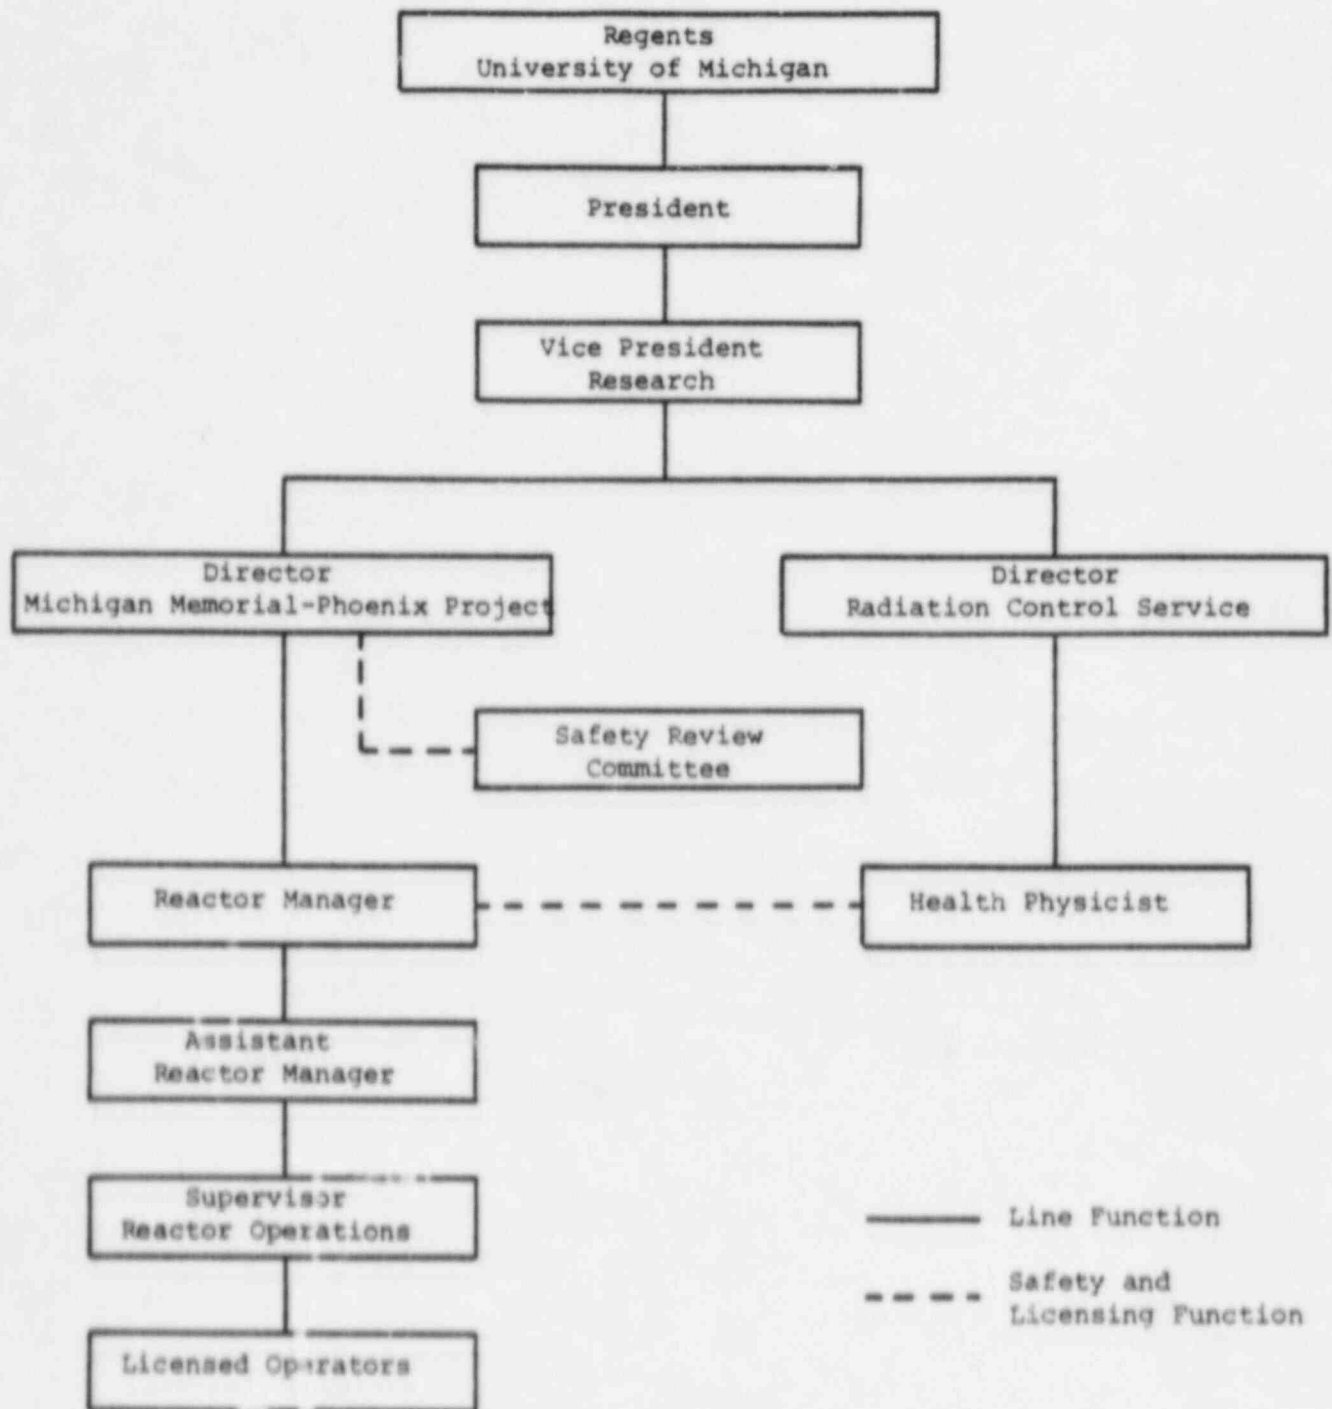 Regents
University of Michigan
President
Vice President
Research
Director
Michigan Memorial-Phoenix Project
Director
Radiation Control Service
Safety Review
Committee
Reactor Manager
Health Physicist
Assistant
Reactor Manager
Supervisor
Reactor Operations
Licensed Operators
Line Function
Safety and
Licensing Function